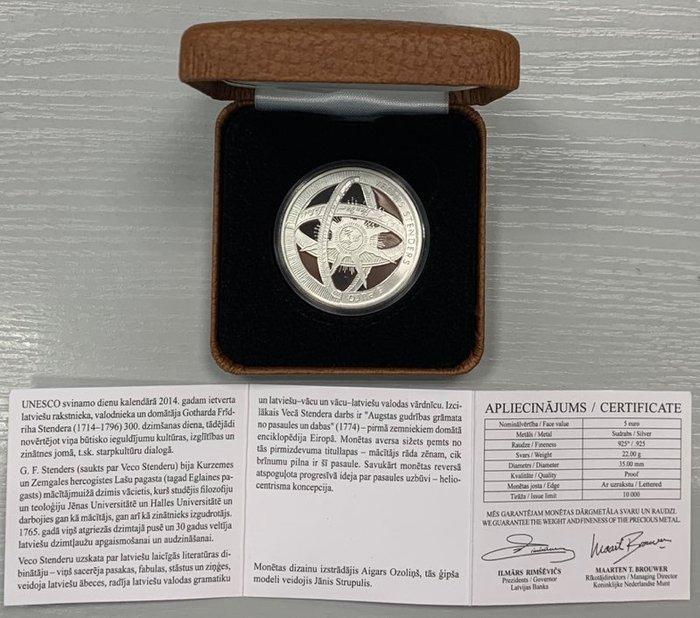 STENDERS
5 EURO
UNESCO svinamo dienu kalendārā 2014. gadam ietverta
latviešu rakstnieka, valodnieka un domātāja Gotharda Frīd-
riha Stendera (1714–1796) 300. dzimšanas diena, tādējādi
novērtējot viņa būtisko ieguldījumu kultūras, izglītības un
zinātnes jomā, t.sk. starpkultūru dialogā.
G. F. Stenders (saukts par Veco Stenderu) bija Kurzemes
un Zemgales hercogistes Lašu pagasta (tagad Eglaines pa-
gasts) mācītājmuižā dzimis vācietis, kurš studējis filozofiju
un teoloģiju Jēnas Universitātē un Halles Universitātē un
darbojies gan kā mācītājs, gan arī kā zinātnieks izgudrotājs.
1765. gadā viņš atgriezās dzimtajā pusē un 30 gadus veltīja
latviešu dzimtļaužu apgaismošanai un audzināšanai.
Veco Stenderu uzskata par latviešu laicīgās literatūras di-
binātāju – viņš sacerēja pasakas, fabulas, stāstus un ziņģes,
veidoja latviešu ābeces, radīja latviešu valodas gramatiku
un latviešu–vācu un vācu–latviešu valodas vārdnīcu. Izci-
lākais Vecā Stendera darbs ir "Augstas gudrības grāmata
no pasaules un dabas" (1774) – pirmā zemniekiem domātā
enciklopēdija Eiropā. Monētas aversa sižets ņemts no
tās pirmizdevuma titullapas – mācītājs rāda zēnam, cik
brīnumu pilna ir šī pasaule. Savukārt monētas reversā
atspoguļota progresīvā ideja par pasaules uzbūvi – helio-
centrisma koncepcija.
Monētas dizainu izstrādājis Aigars Ozoliņš, tās ģipša
modeli veidojis Jānis Strupulis.
APLIECINĀJUMS / CERTIFICATE
Nominālvērtība / Face value 5 euro
Metāls / Metal Sudrabs / Silver
Raudze / Fineness 925° / .925
Svars / Weight 22.00 g
Diametrs / Diameter 35.00 mm
Kvalitāte / Quality Proof
Monētas josta / Edge Ar uzrakstu / Lettered
Tirāža / Issue limit 10 000
MĒS GARANTĒJAM MONĒTAS DĀRGMETĀLA SVARU UN RAUDZI.
WE GUARANTEE THE WEIGHT AND FINENESS OF THE PRECIOUS METAL.
ILMĀRS RIMŠĒVIČS
Prezidents / Governor
Latvijas Banka
MAARTEN T. BROUWER
Rīkotājdirektors / Managing Director
Koninklijke Nederlandse Munt